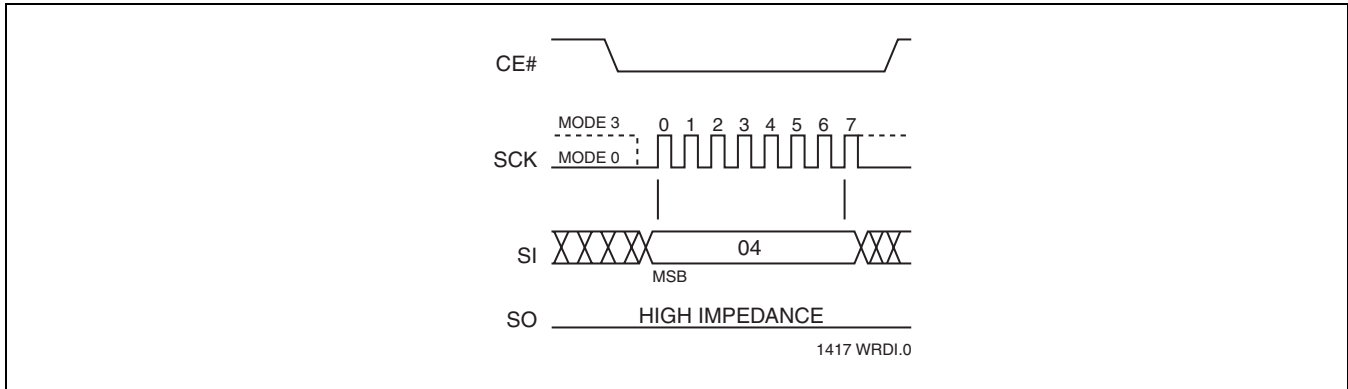 CE#
MODE 3
0 1 2 3 4 5 6 7
SCK
MODE 0
SI
04
MSB
SO
HIGH IMPEDANCE
1417 WRDI.0